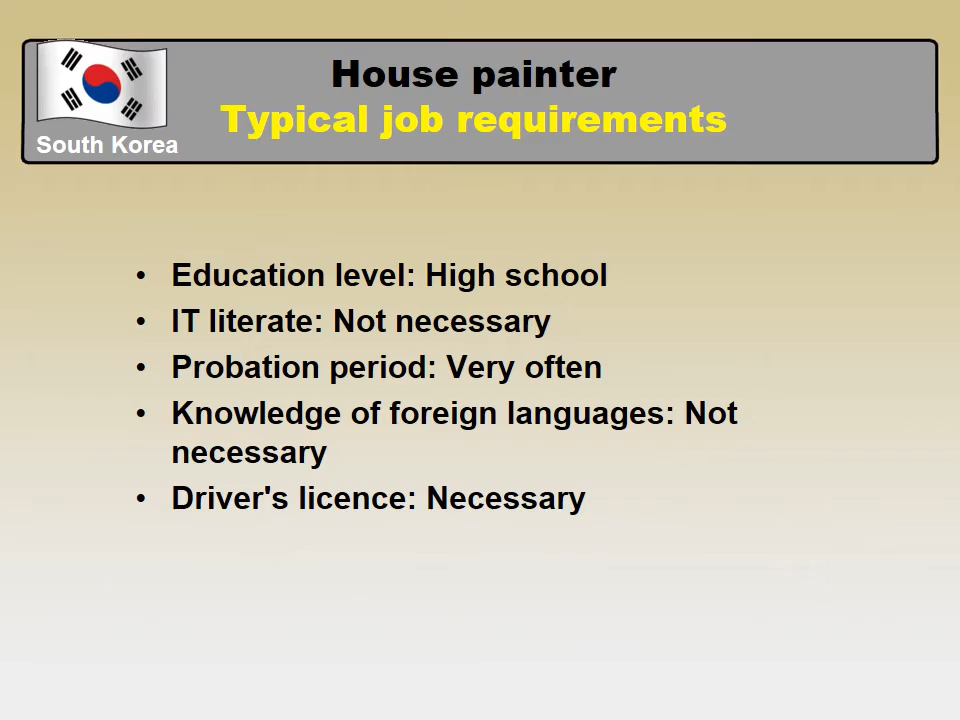 House painter
Typical job requirements
South Korea
• Education level: High school
• IT literate: Not necessary
• Probation period: Very often
• Knowledge of foreign languages: Not
necessary
• Driver's licence: Necessary